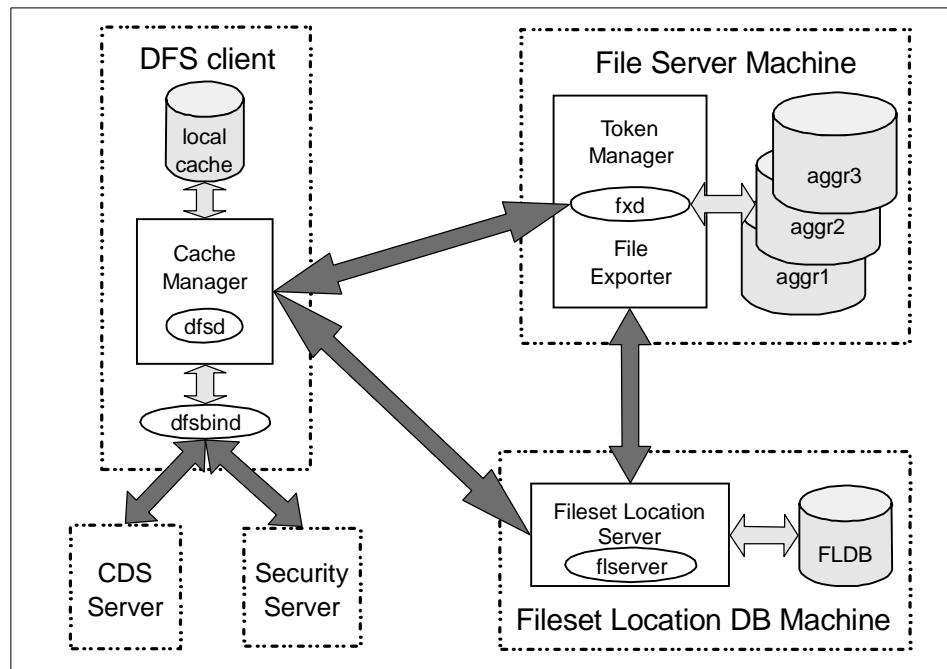 DFS client
local
cache
Cache
Manager
dfsd
dfsbind
CDS
Server
Security
Server
File Server Machine
Token
Manager
fxd
File
Exporter
aggr3
aggr2
aggr1
Fileset Location
Server
flserver
FLDB
Fileset Location DB Machine